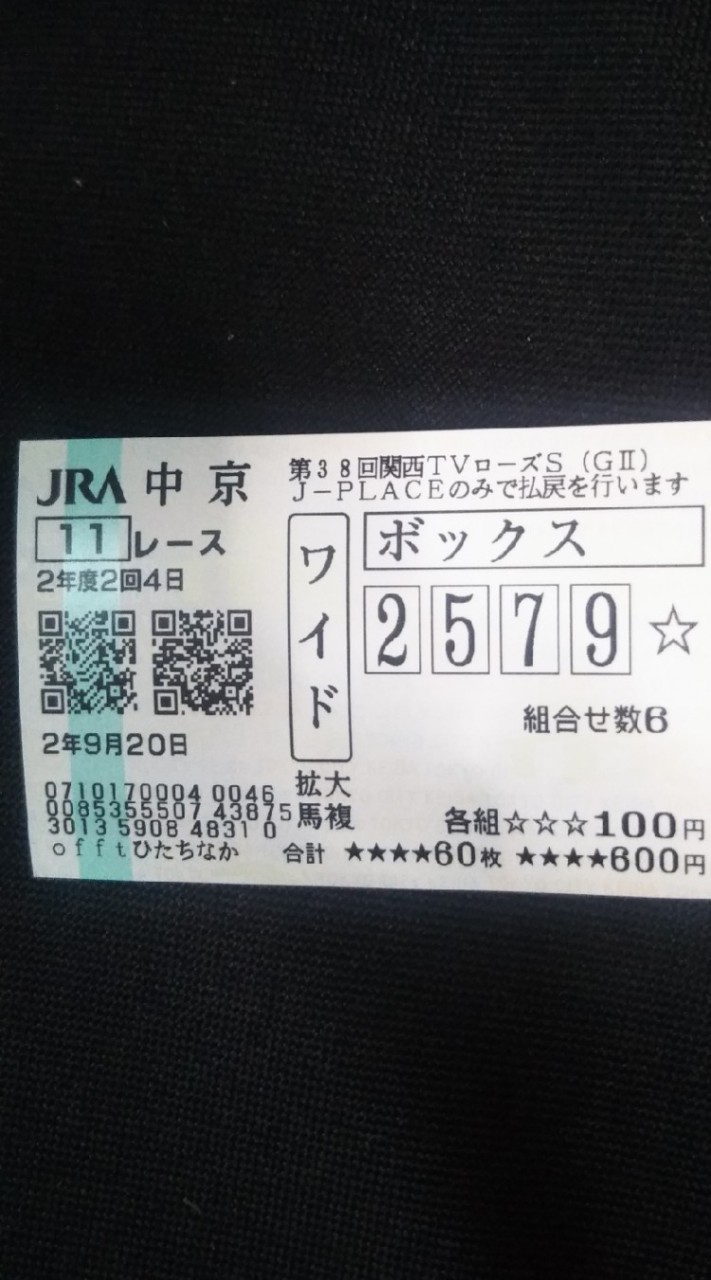 JRA 中京
第38回関西TVローズS（GⅡ）
J－PLACEのみで払戻を行います
11レース
2年度2回4日
ワイド
ボックス
2 5 7 9 ☆
組合せ数6
2年9月20日
拡大
馬複
0710170004 0046
0085355507 43875
3013 5908 4831 0
offtひたちなか
各組☆☆☆100円
合計 ★★★★60枚 ★★★★600円